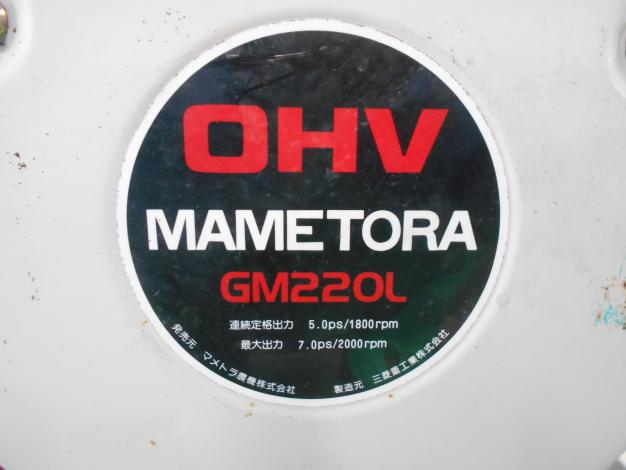 OHV
MAMETORA
GM220L
連続定格出力 5.0ps/1800rpm
最大出力 7.0ps/2000rpm
発売元 マメトラ農機株式会社
製造元 三菱重工業株式会社